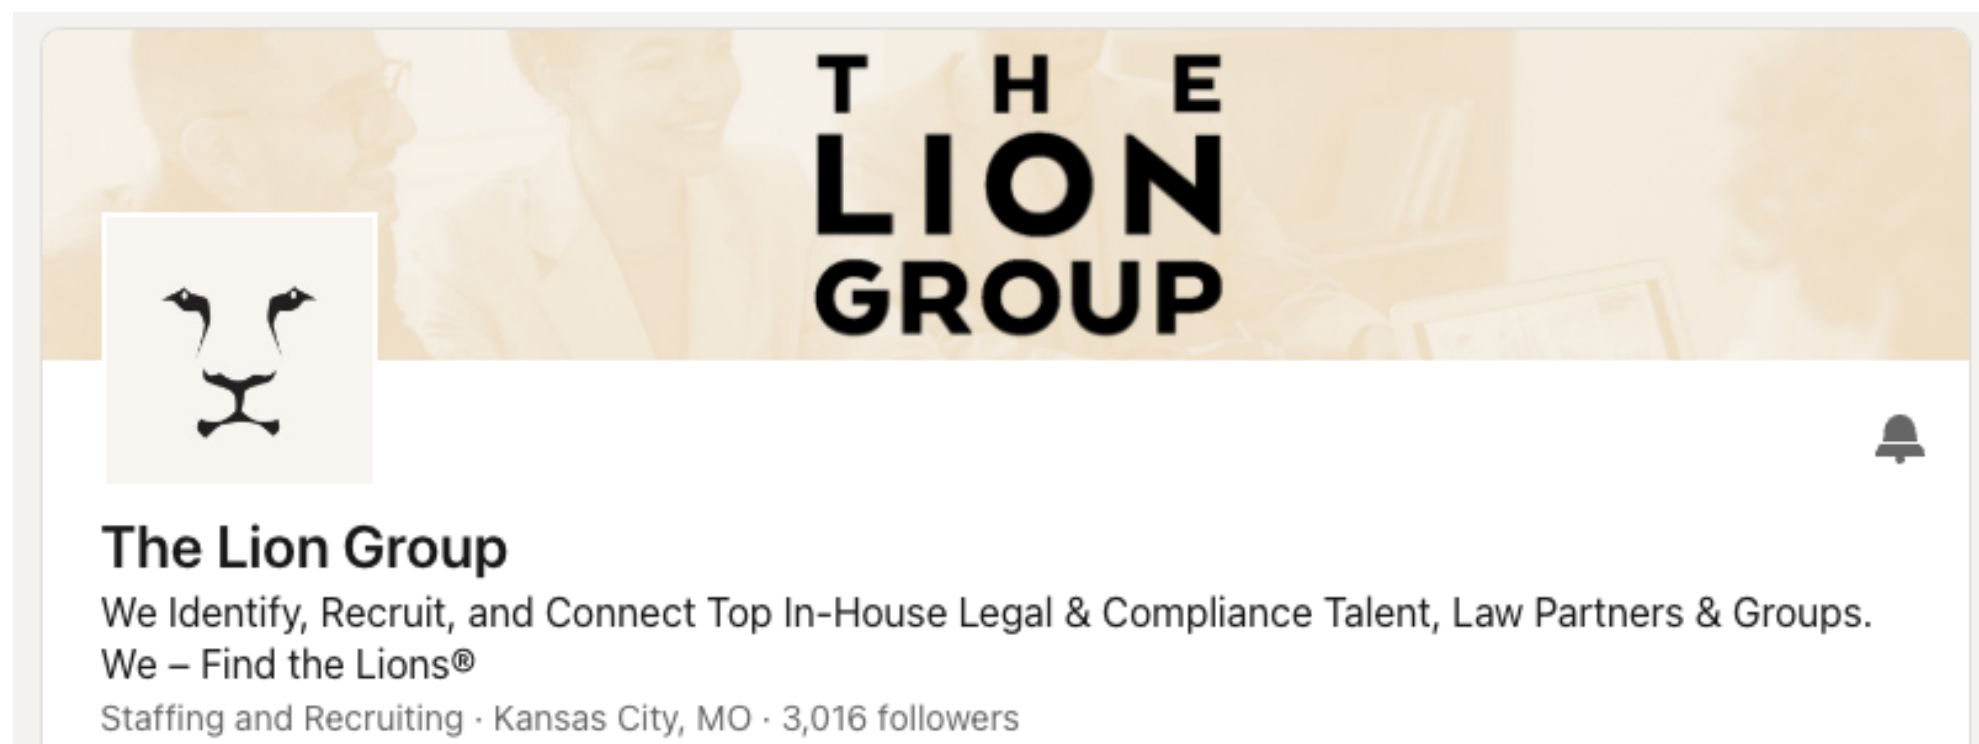 THE
LION
GROUP
The Lion Group
We Identify, Recruit, and Connect Top In-House Legal & Compliance Talent, Law Partners & Groups.
We – Find the Lions®
Staffing and Recruiting · Kansas City, MO · 3,016 followers